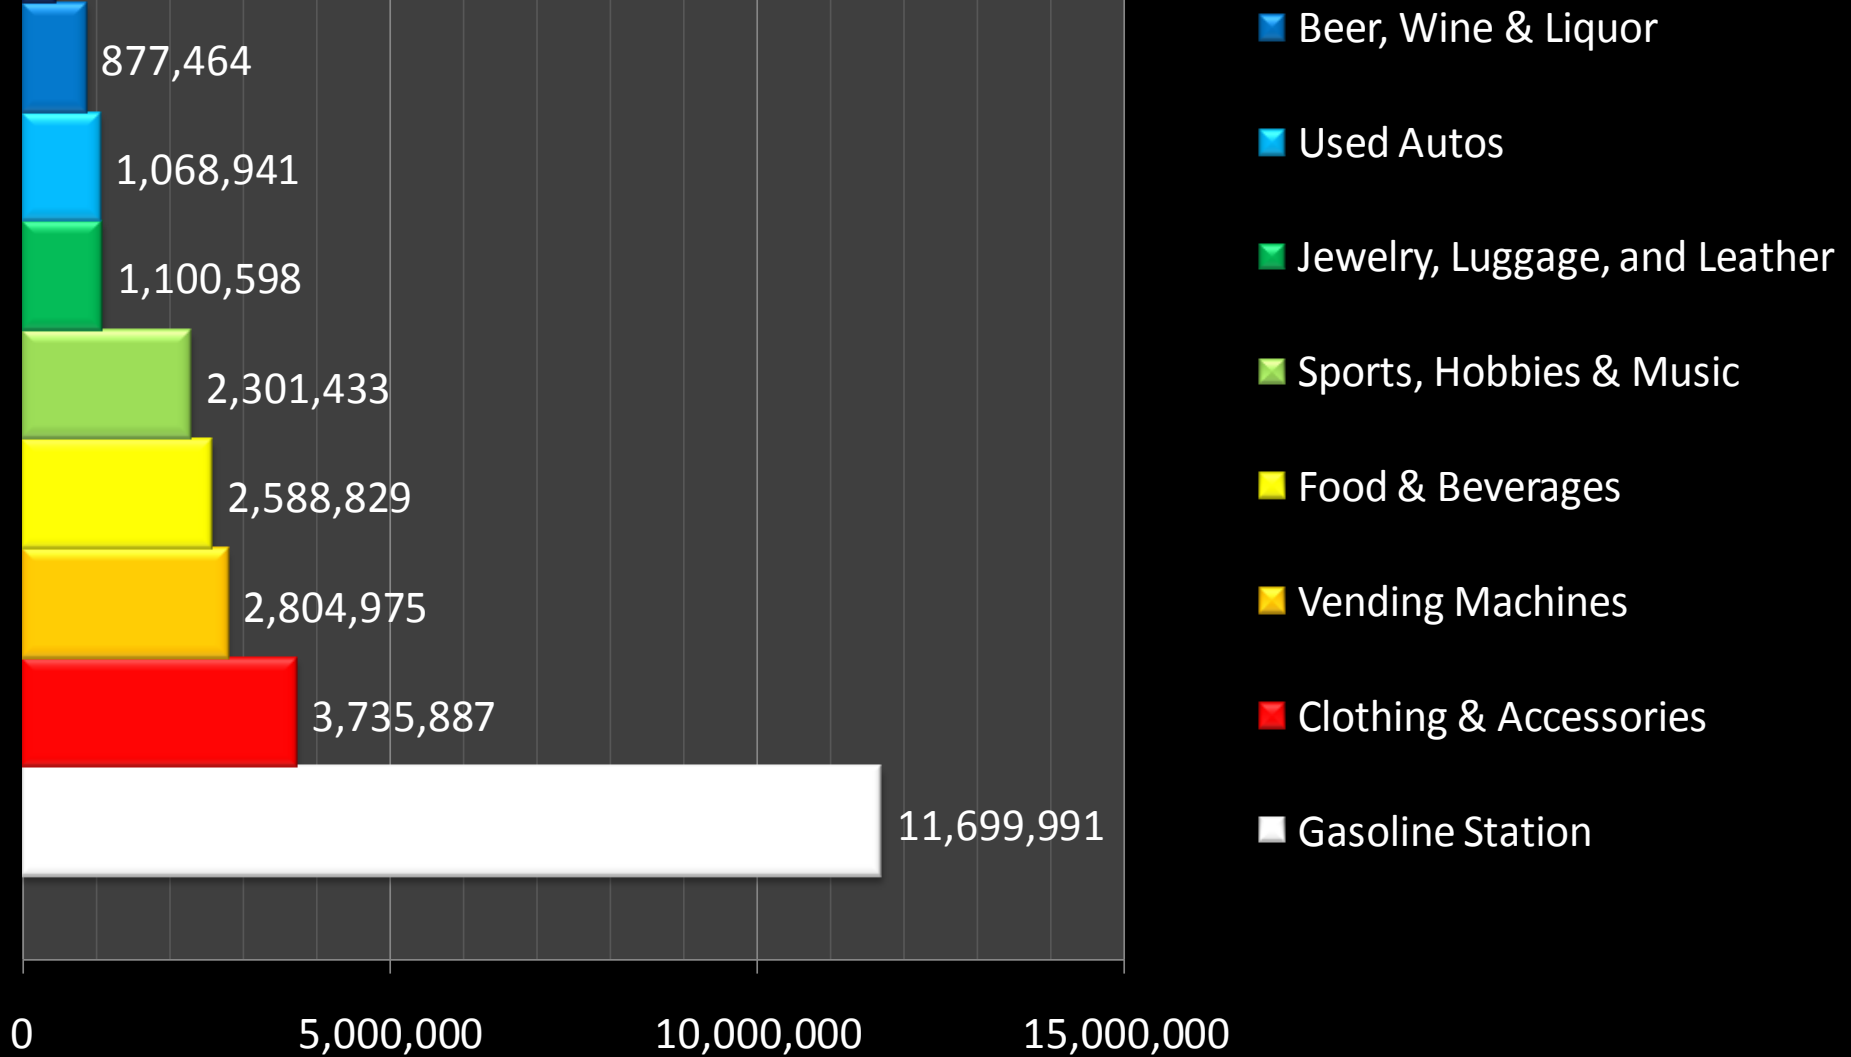 877,464
1,068,941
1,100,598
2,301,433
2,588,829
2,804,975
3,735,887
11,699,991
0 5,000,000 10,000,000 15,000,000
Beer, Wine & Liquor
Used Autos
Jewelry, Luggage, and Leather
Sports, Hobbies & Music
Food & Beverages
Vending Machines
Clothing & Accessories
Gasoline Station